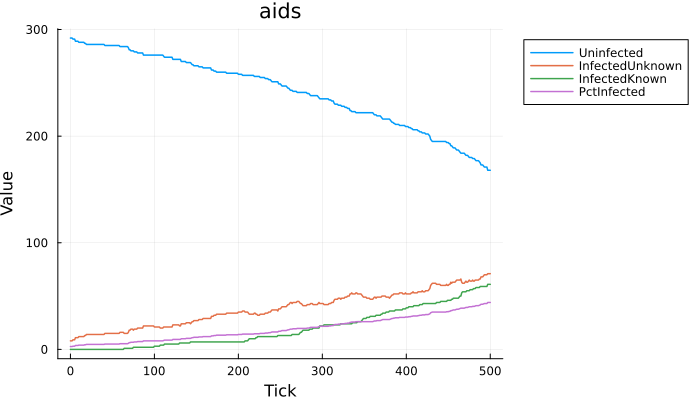 aids
300
200
100
0
Value
0 100 200 300 400 500
Tick
Uninfected
InfectedUnknown
InfectedKnown
PctInfected